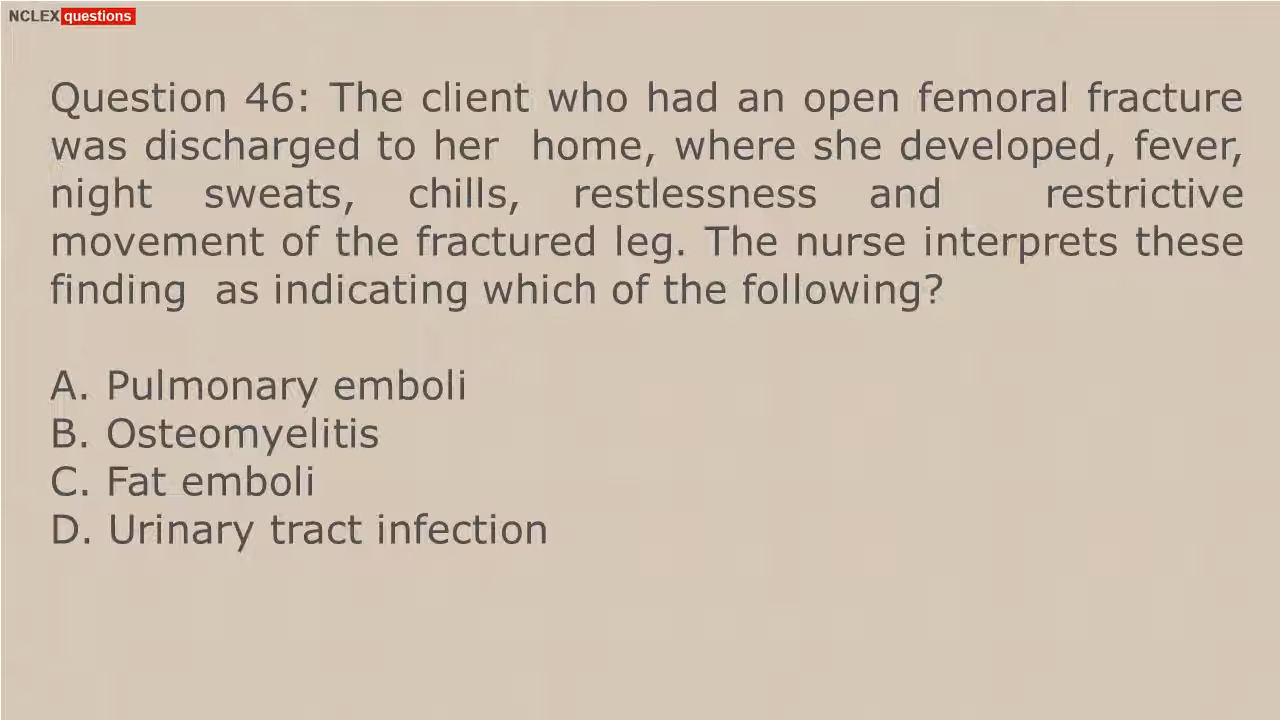 NCLEX questions
Question 46: The client who had an open femoral fracture
was discharged to her home, where she developed, fever,
night sweats, chills, restlessness and restrictive
movement of the fractured leg. The nurse interprets these
finding as indicating which of the following?
A. Pulmonary emboli
B. Osteomyelitis
C. Fat emboli
D. Urinary tract infection